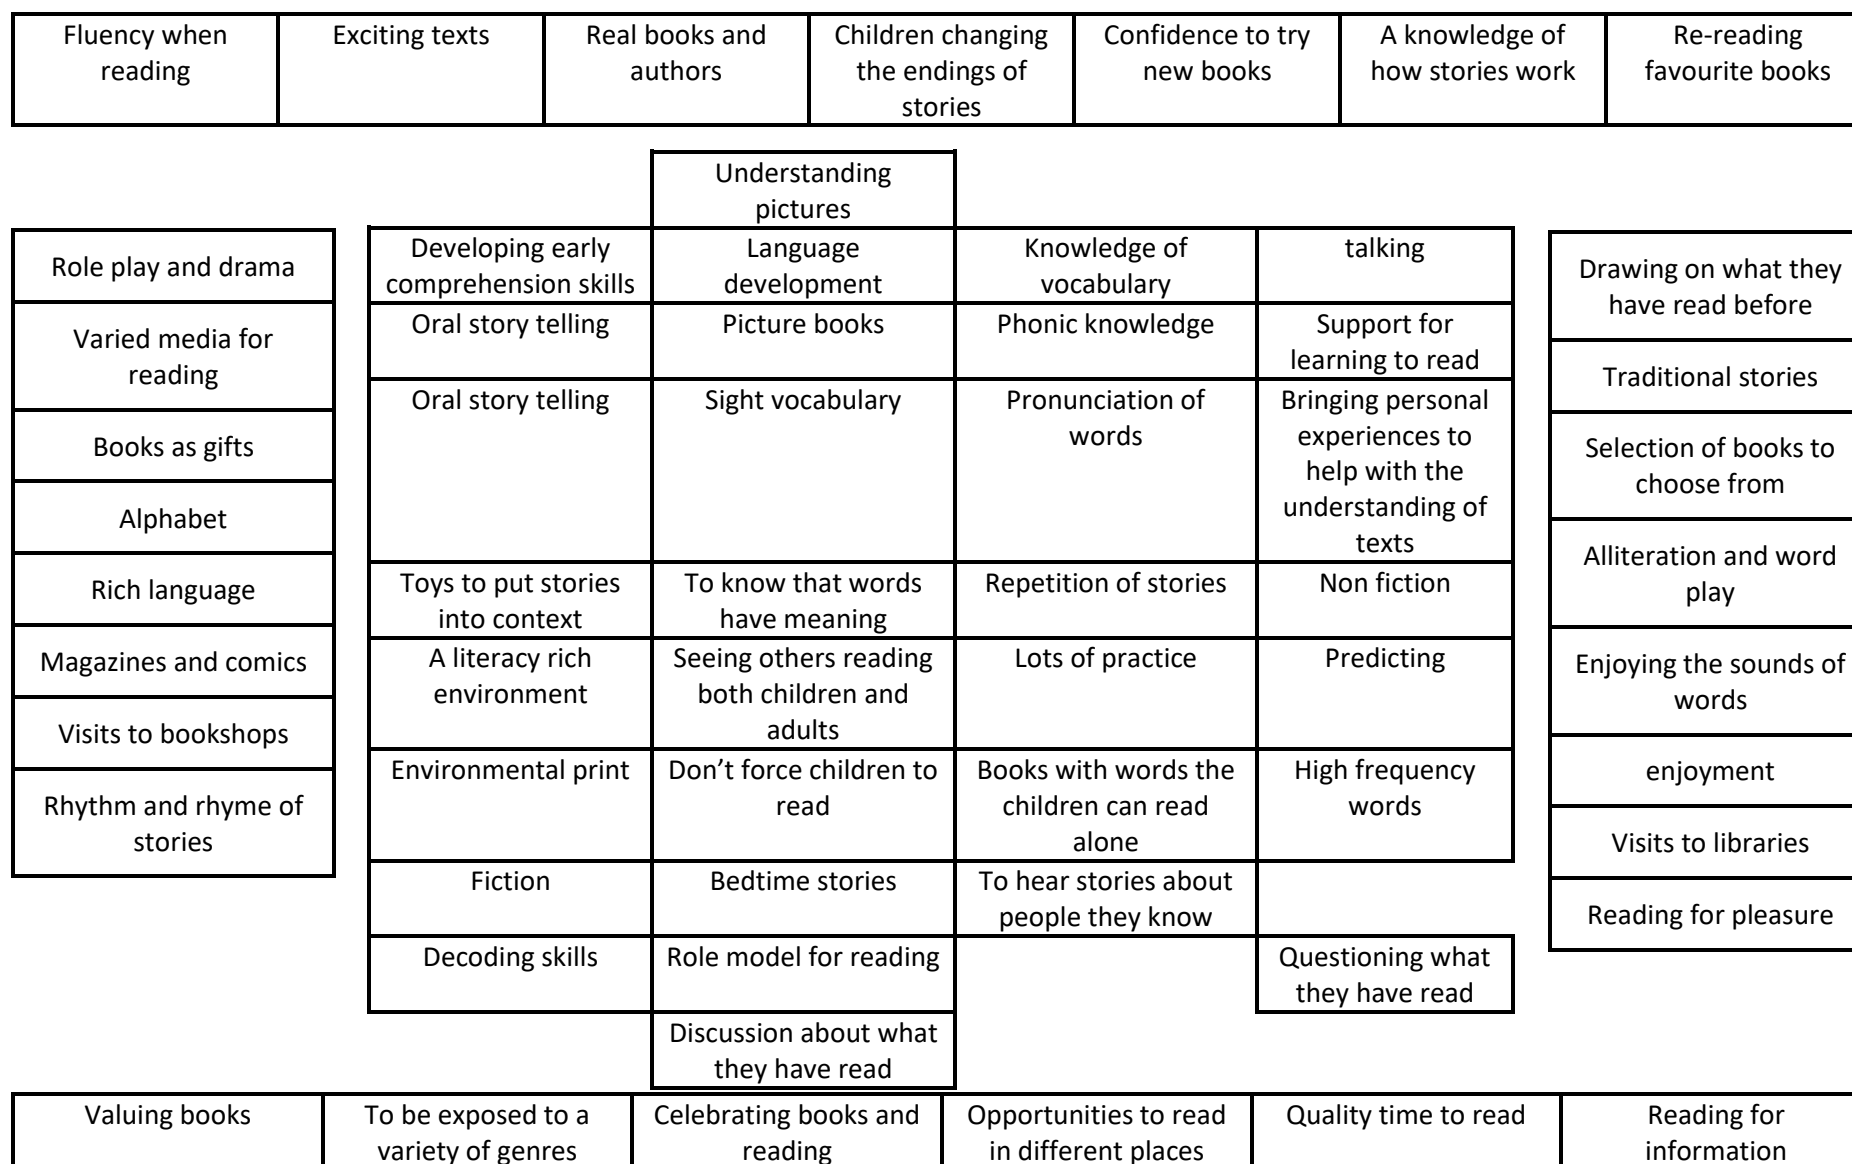 Fluency when
reading
Exciting texts
Real books and
authors
Children changing
the endings of
stories
Confidence to try
new books
A knowledge of
how stories work
Re-reading
favourite books
Understanding
pictures
Role play and drama
Varied media for
reading
Books as gifts
Alphabet
Rich language
Magazines and comics
Visits to bookshops
Rhythm and rhyme of
stories
Developing early
comprehension skills
Language
development
Knowledge of
vocabulary
talking
Oral story telling
Picture books
Phonic knowledge
Support for
learning to read
Oral story telling
Sight vocabulary
Pronunciation of
words
Bringing personal
experiences to
help with the
understanding of
texts
Toys to put stories
into context
To know that words
have meaning
Repetition of stories
Non fiction
A literacy rich
environment
Seeing others reading
both children and
adults
Lots of practice
Predicting
Environmental print
Don’t force children to
read
Books with words the
children can read
alone
High frequency
words
Fiction
Bedtime stories
To hear stories about
people they know
Decoding skills
Role model for reading
Questioning what
they have read
Discussion about what
they have read
Drawing on what they
have read before
Traditional stories
Selection of books to
choose from
Alliteration and word
play
Enjoying the sounds of
words
enjoyment
Visits to libraries
Reading for pleasure
Valuing books
To be exposed to a
variety of genres
Celebrating books and
reading
Opportunities to read
in different places
Quality time to read
Reading for
information